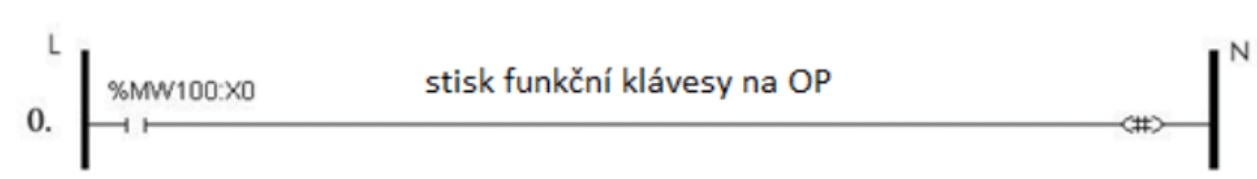 L
N
%MW100:X0
stisk funkční klávesy na OP
0.
<#>